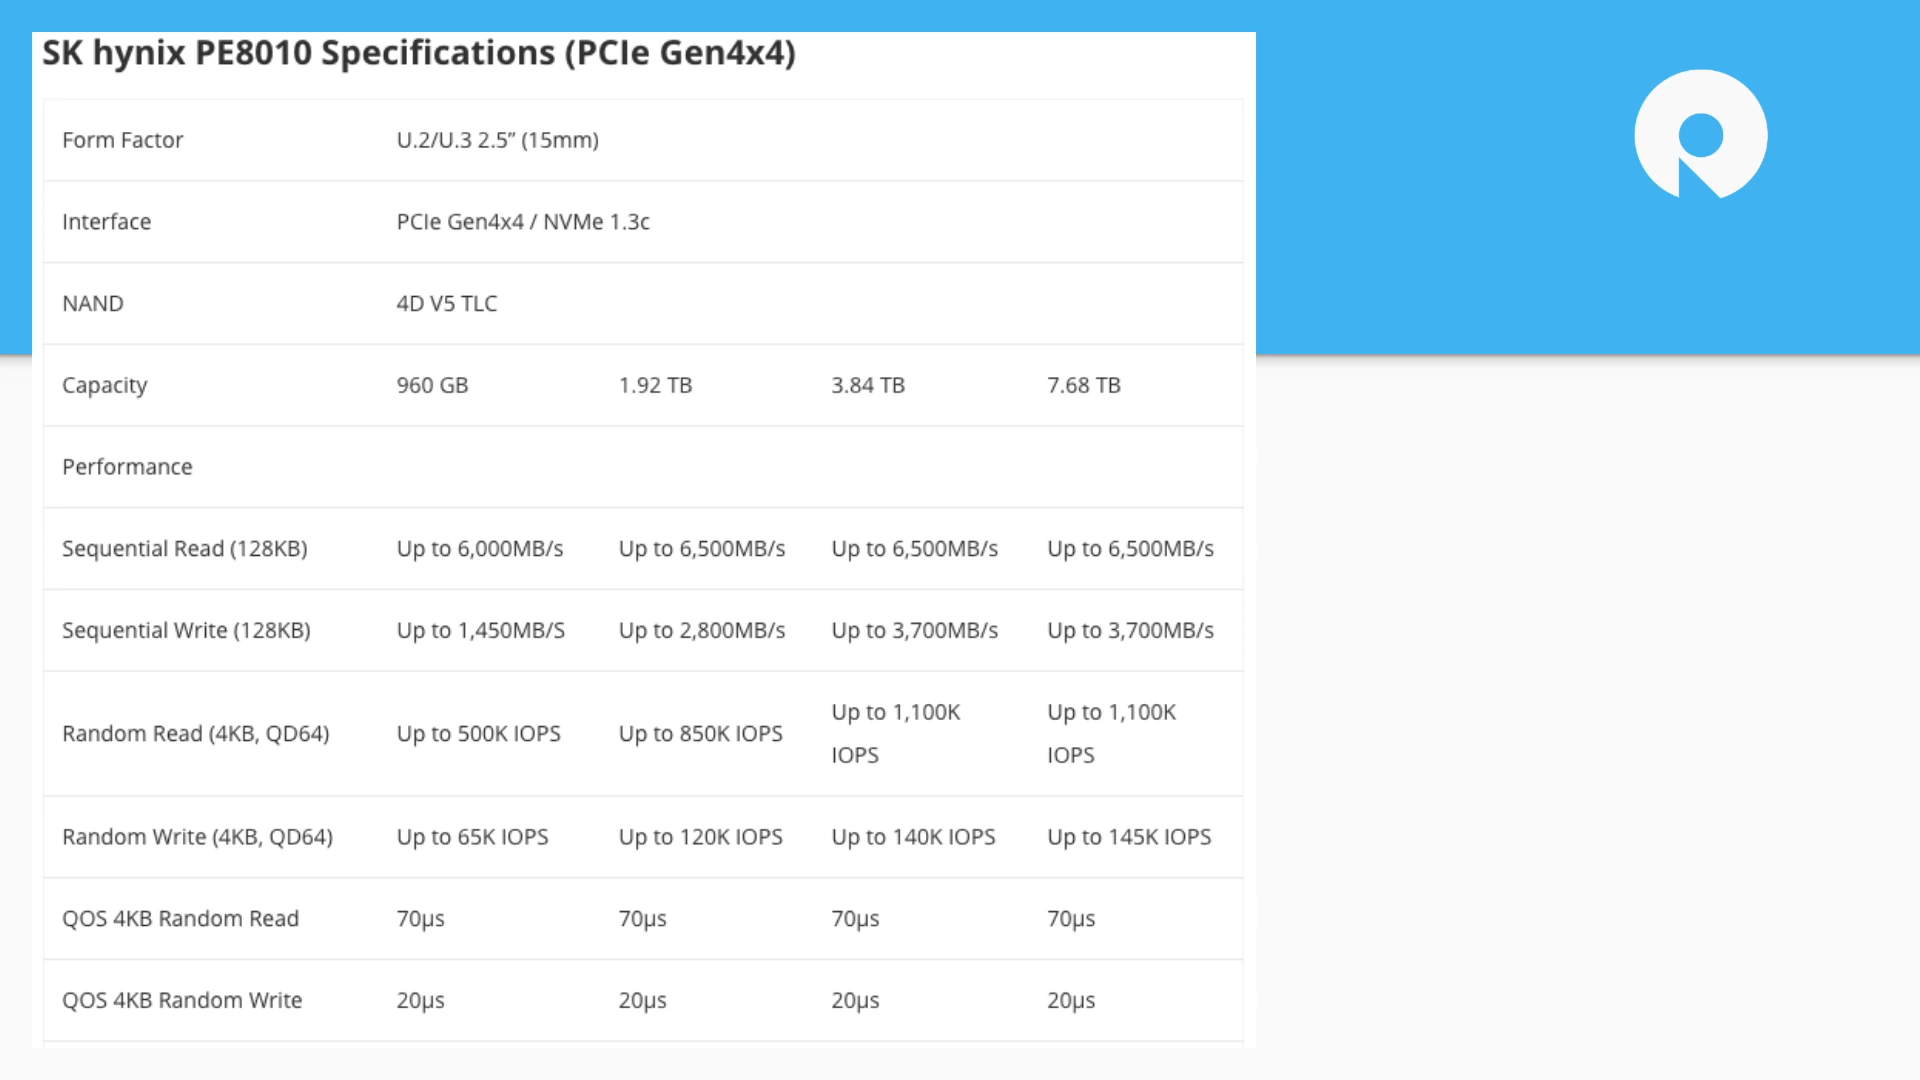 SK hynix PE8010 Specifications (PCIe Gen4x4)
Form Factor U.2/U.3 2.5” (15mm)
Interface PCIe Gen4x4 / NVMe 1.3c
NAND 4D V5 TLC
Capacity 960 GB 1.92 TB 3.84 TB 7.68 TB
Performance
Sequential Read (128KB) Up to 6,000MB/s Up to 6,500MB/s Up to 6,500MB/s Up to 6,500MB/s
Sequential Write (128KB) Up to 1,450MB/S Up to 2,800MB/s Up to 3,700MB/s Up to 3,700MB/s
Random Read (4KB, QD64) Up to 500K IOPS Up to 850K IOPS Up to 1,100K IOPS Up to 1,100K IOPS
Random Write (4KB, QD64) Up to 65K IOPS Up to 120K IOPS Up to 140K IOPS Up to 145K IOPS
QOS 4KB Random Read 70μs 70μs 70μs 70μs
QOS 4KB Random Write 20μs 20μs 20μs 20μs